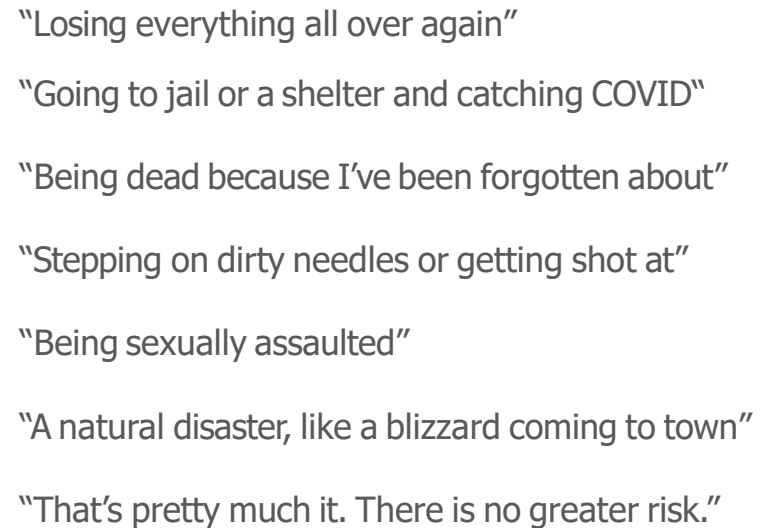 “Losing everything all over again”
“Going to jail or a shelter and catching COVID“
“Being dead because I’ve been forgotten about”
“Stepping on dirty needles or getting shot at”
“Being sexually assaulted”
“A natural disaster, like a blizzard coming to town”
“That’s pretty much it. There is no greater risk.”